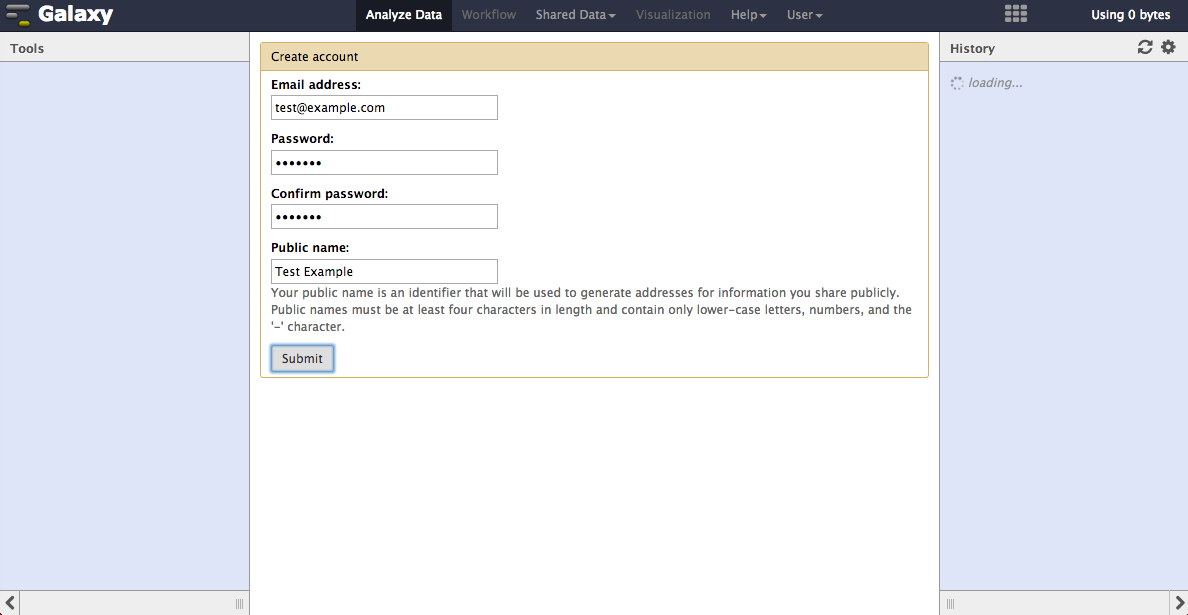 Galaxy
Analyze Data Workflow Shared Data Visualization Help User Using 0 bytes
Tools
Create account
Email address:
test@example.com
Password:
•••••••
Confirm password:
•••••••
Public name:
Test Example
Your public name is an identifier that will be used to generate addresses for information you share publicly.
Public names must be at least four characters in length and contain only lower-case letters, numbers, and the
'-' character.
Submit
History
loading...